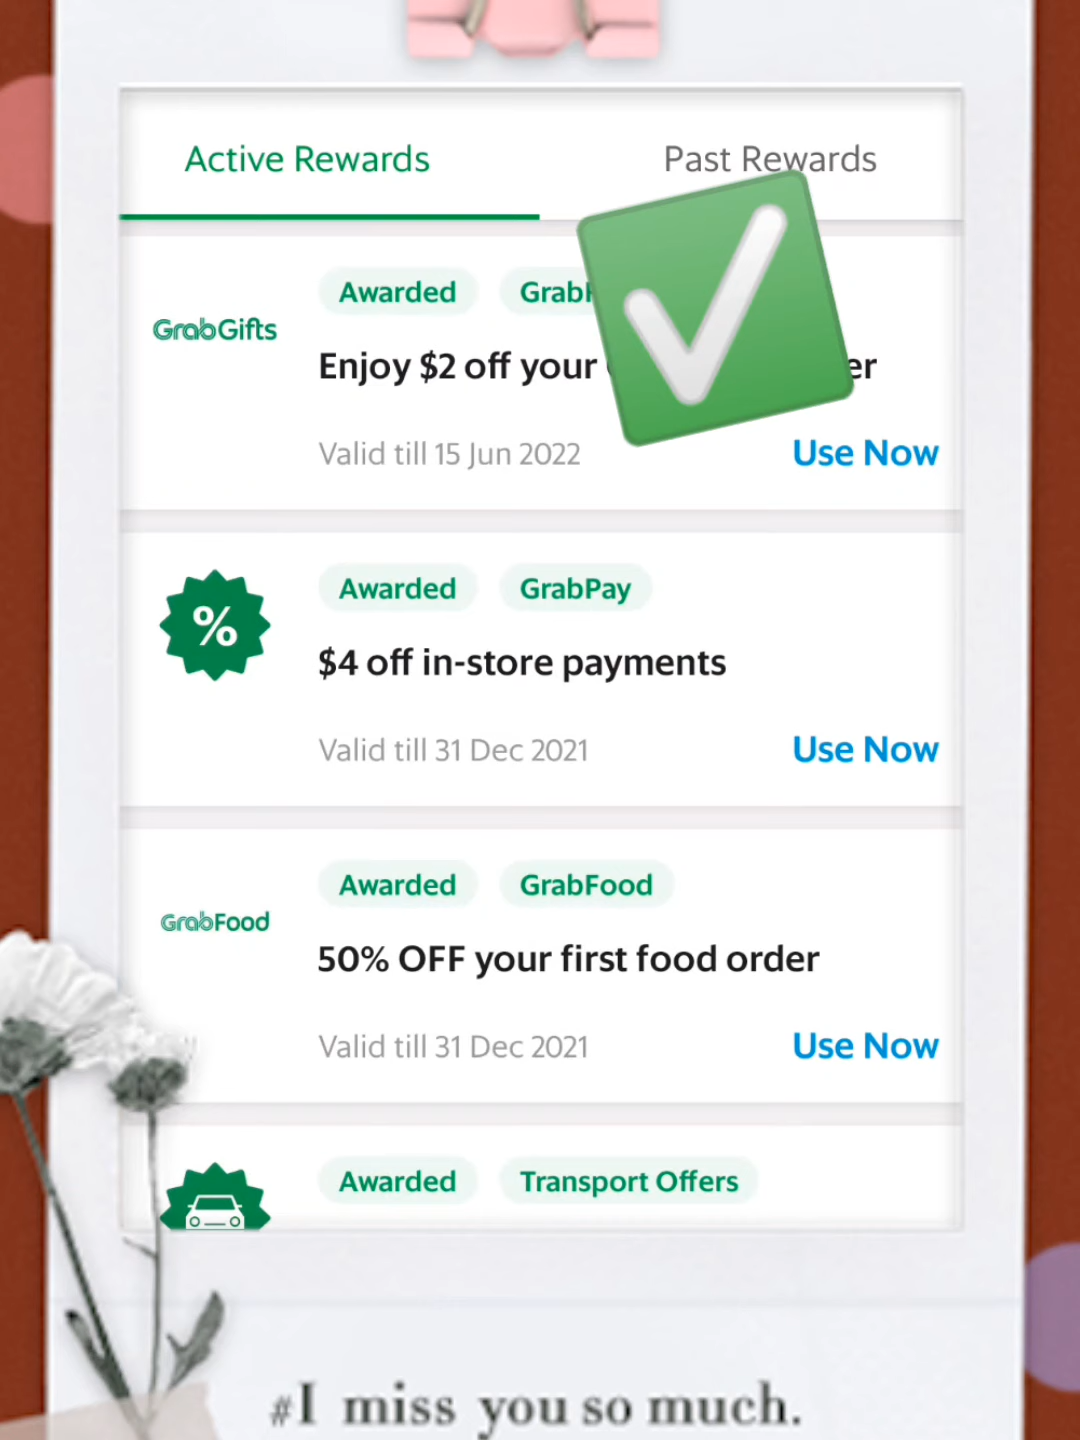 Active Rewards
Past Rewards
Awarded
GrabGifts
Enjoy $2 off your
Valid till 15 Jun 2022
Use Now
Awarded
GrabPay
%
$4 off in-store payments
Valid till 31 Dec 2021
Use Now
Awarded
GrabFood
GrabFood
50% OFF your first food order
Valid till 31 Dec 2021
Use Now
Awarded
Transport Offers
#I miss you so much.